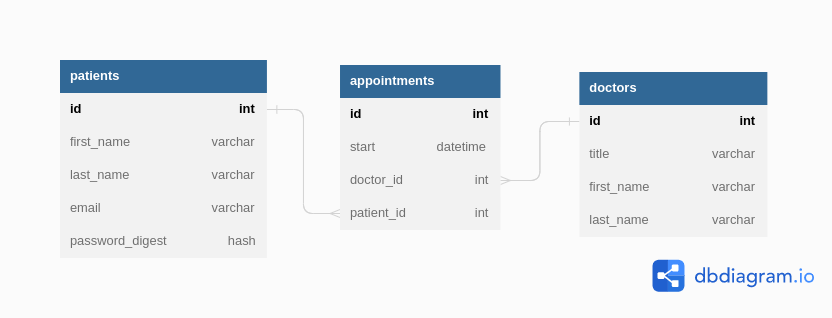 patients
id int
first_name varchar
last_name varchar
email varchar
password_digest hash
appointments
id int
start datetime
doctor_id int
patient_id int
doctors
id int
title varchar
first_name varchar
last_name varchar
dbdiagram.io